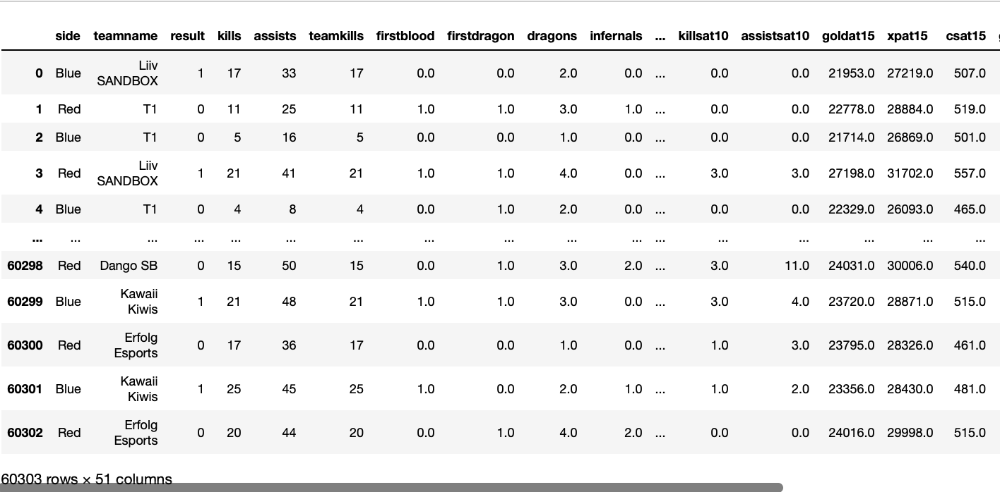 side teamname result kills assists teamkills firstblood firstdragon dragons infernals ... killsat10 assistsat10 goldat15 xpat15 csat15
0 Blue Liiv SANDBOX 1 17 33 17 0.0 0.0 2.0 0.0 ... 0.0 0.0 21953.0 27219.0 507.0
1 Red T1 0 11 25 11 1.0 1.0 3.0 1.0 ... 0.0 0.0 22778.0 28884.0 519.0
2 Blue T1 0 5 16 5 0.0 0.0 1.0 0.0 ... 0.0 0.0 21714.0 26869.0 501.0
3 Red Liiv SANDBOX 1 21 41 21 1.0 1.0 4.0 0.0 ... 3.0 3.0 27198.0 31702.0 557.0
4 Blue T1 0 4 8 4 0.0 1.0 2.0 0.0 ... 0.0 0.0 22329.0 26093.0 465.0
... ... ... ... ... ... ... ... ... ... ... ... ... ... ... ... ...
60298 Red Dango SB 0 15 50 15 0.0 1.0 3.0 2.0 ... 3.0 11.0 24031.0 30006.0 540.0
60299 Blue Kawaii Kiwis 1 21 48 21 1.0 1.0 3.0 0.0 ... 3.0 4.0 23720.0 28871.0 515.0
60300 Red Erfolg Esports 0 17 36 17 0.0 0.0 1.0 0.0 ... 1.0 3.0 23795.0 28326.0 461.0
60301 Blue Kawaii Kiwis 1 25 45 25 1.0 0.0 2.0 1.0 ... 1.0 2.0 23356.0 28430.0 481.0
60302 Red Erfolg Esports 0 20 44 20 0.0 1.0 4.0 2.0 ... 0.0 0.0 24016.0 29998.0 515.0
60303 rows × 51 columns